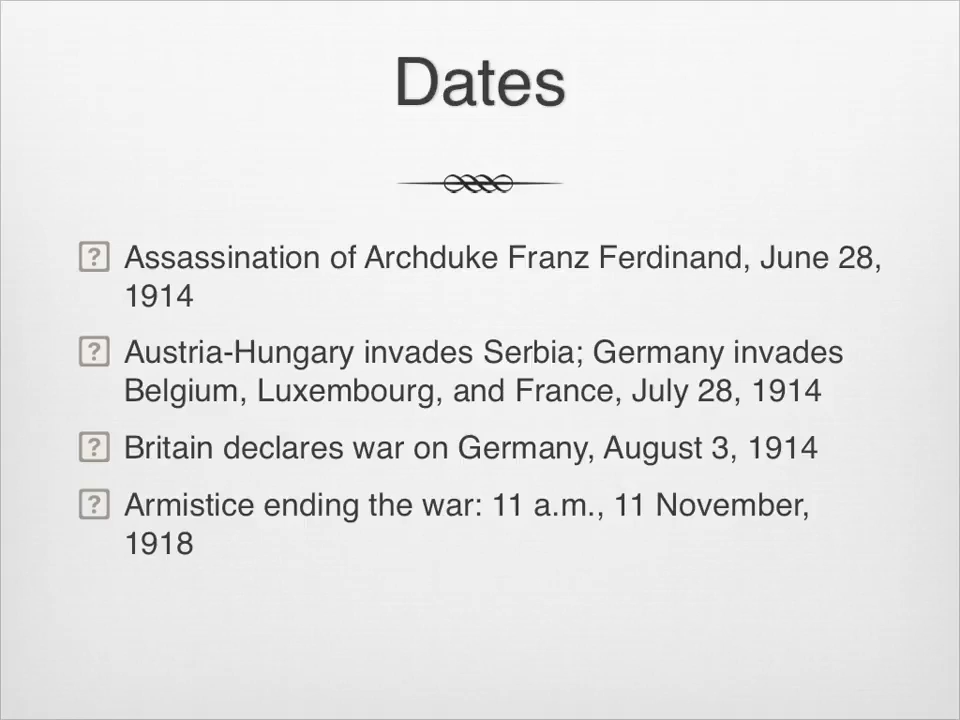 Dates
Assassination of Archduke Franz Ferdinand, June 28,
1914
Austria-Hungary invades Serbia; Germany invades
Belgium, Luxembourg, and France, July 28, 1914
Britain declares war on Germany, August 3, 1914
Armistice ending the war: 11 a.m., 11 November,
1918